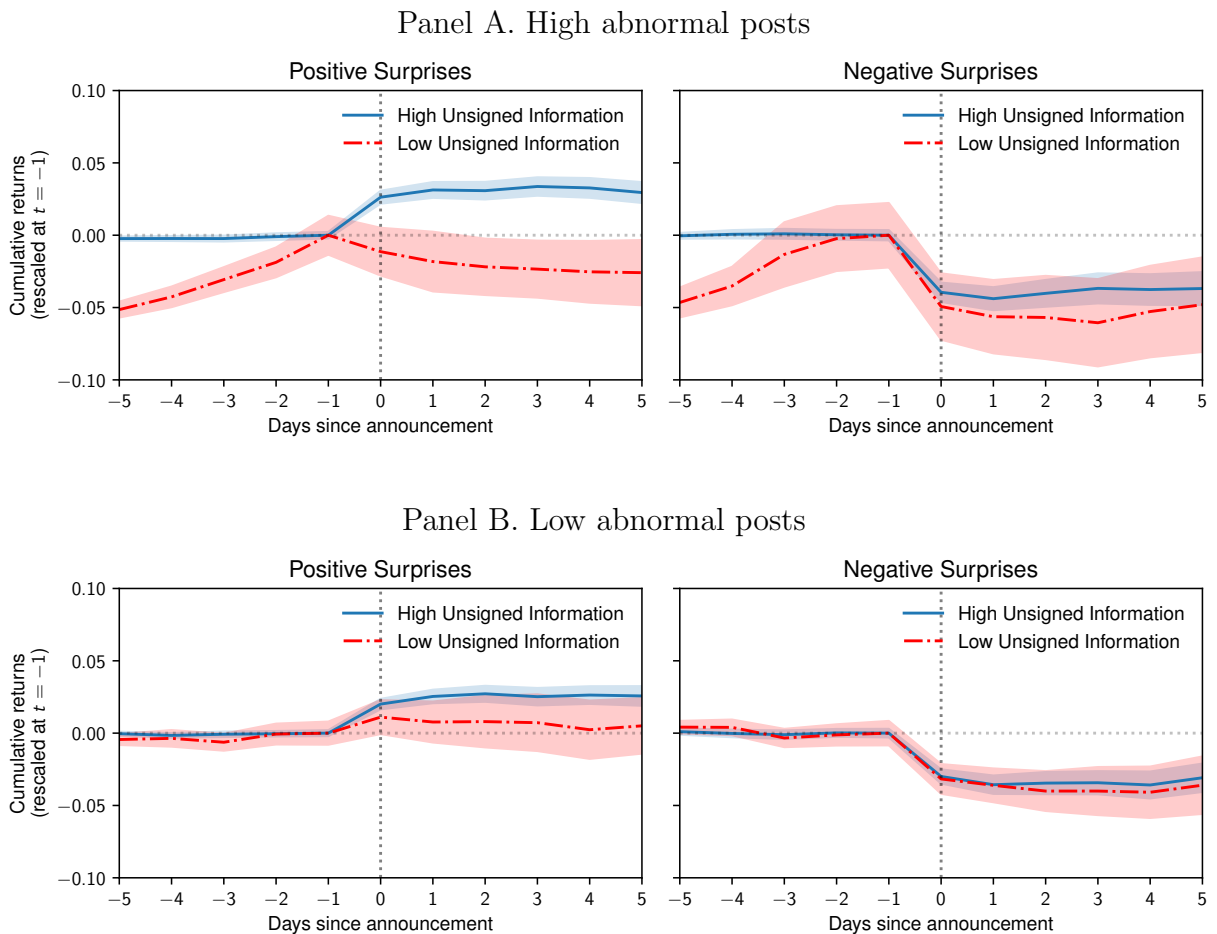 Panel A. High abnormal posts
Positive Surprises
Negative Surprises
Cumulative returns
(rescaled at t = −1)
0.10
0.05
0.00
−0.05
−0.10
High Unsigned Information
Low Unsigned Information
High Unsigned Information
Low Unsigned Information
−5 −4 −3 −2 −1 0 1 2 3 4 5
−5 −4 −3 −2 −1 0 1 2 3 4 5
Days since announcement
Days since announcement
Panel B. Low abnormal posts
Positive Surprises
Negative Surprises
Cumulative returns
(rescaled at t = −1)
0.10
0.05
0.00
−0.05
−0.10
High Unsigned Information
Low Unsigned Information
High Unsigned Information
Low Unsigned Information
−5 −4 −3 −2 −1 0 1 2 3 4 5
−5 −4 −3 −2 −1 0 1 2 3 4 5
Days since announcement
Days since announcement